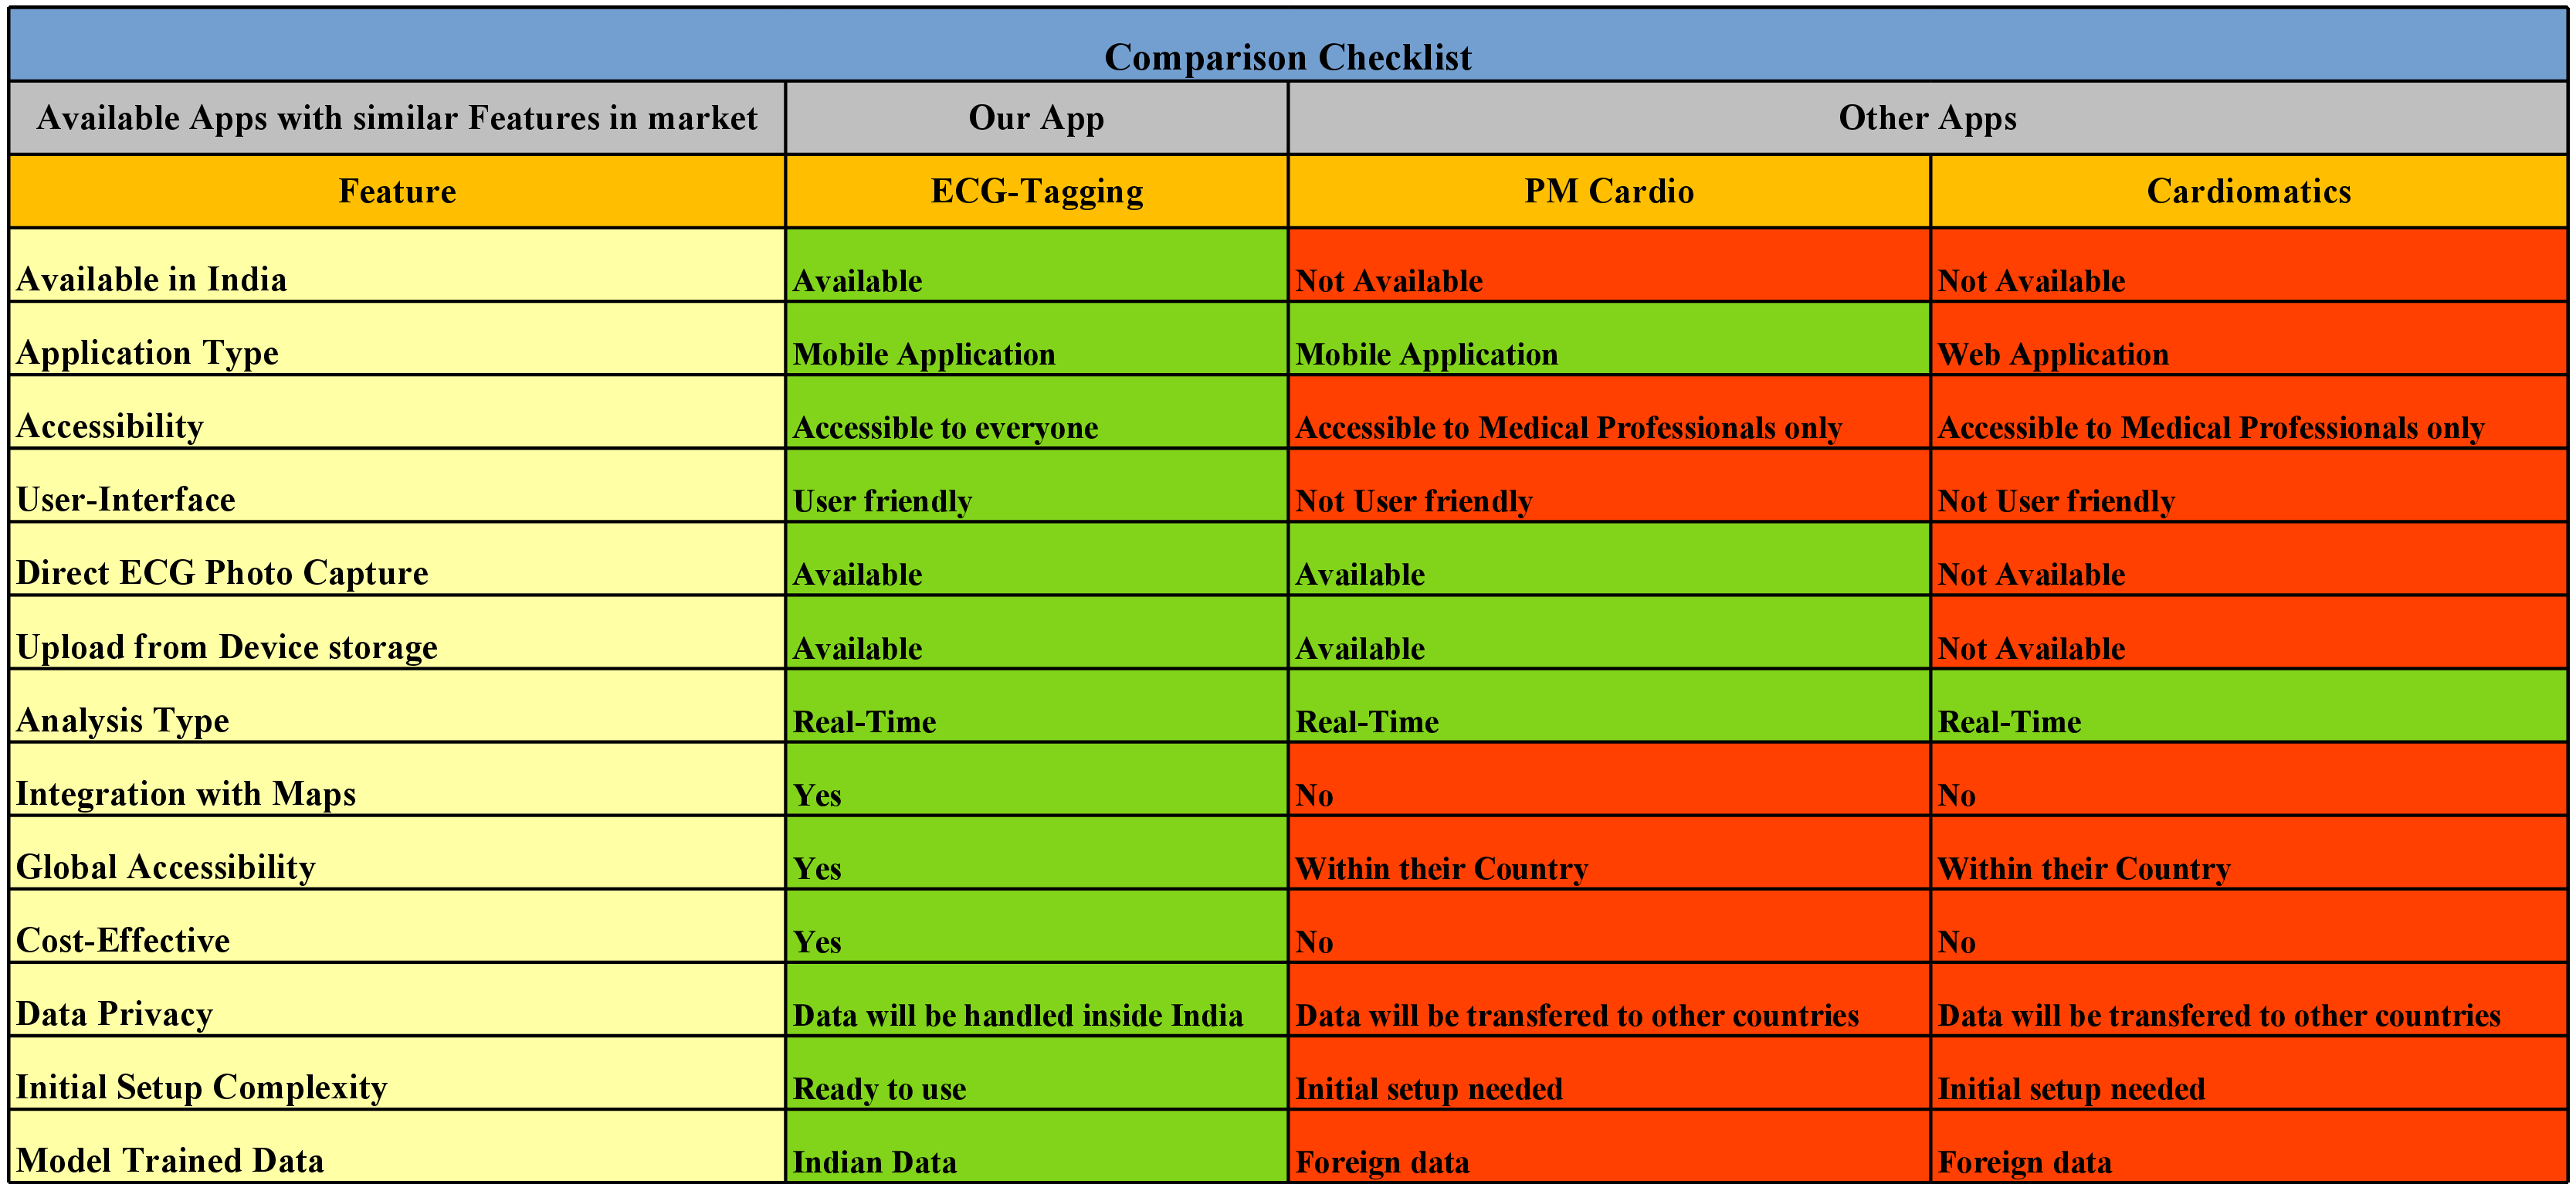 Comparison Checklist
Available Apps with similar Features in market Our App Other Apps
Feature ECG-Tagging PM Cardio Cardiomatics
Available in India Available Not Available Not Available
Application Type Mobile Application Mobile Application Web Application
Accessibility Accessible to everyone Accessible to Medical Professionals only Accessible to Medical Professionals only
User-Interface User friendly Not User friendly Not User friendly
Direct ECG Photo Capture Available Available Not Available
Upload from Device storage Available Available Not Available
Analysis Type Real-Time Real-Time Real-Time
Integration with Maps Yes No No
Global Accessibility Yes Within their Country Within their Country
Cost-Effective Yes No No
Data Privacy Data will be handled inside India Data will be transfered to other countries Data will be transfered to other countries
Initial Setup Complexity Ready to use Initial setup needed Initial setup needed
Model Trained Data Indian Data Foreign data Foreign data